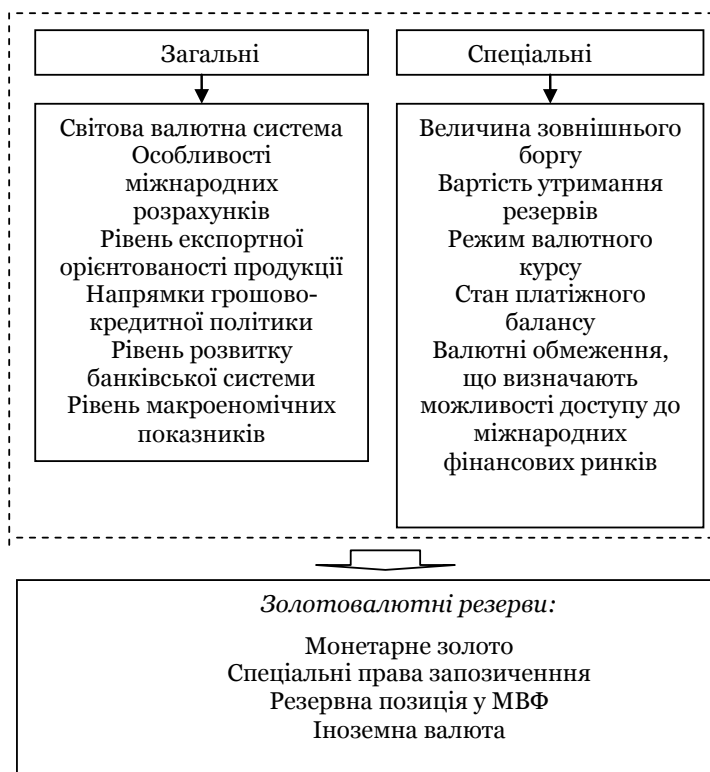 Загальні
Світова валютна система
Особливості
міжнародних
розрахунків
Рівень експортної
орієнтованості продукції
Напрямки грошово-
кредитної політики
Рівень розвитку
банківської системи
Рівень макроеномічних
показників
Спеціальні
Величина зовнішнього
боргу
Вартість утримання
резервів
Режим валютного
курсу
Стан платіжного
балансу
Валютні обмеження,
що визначають
можливості доступу до
міжнародних
фінансових ринків
Золотовалютні резерви:
Монетарне золото
Спеціальні права запозиченння
Резервна позиція у МВФ
Іноземна валюта